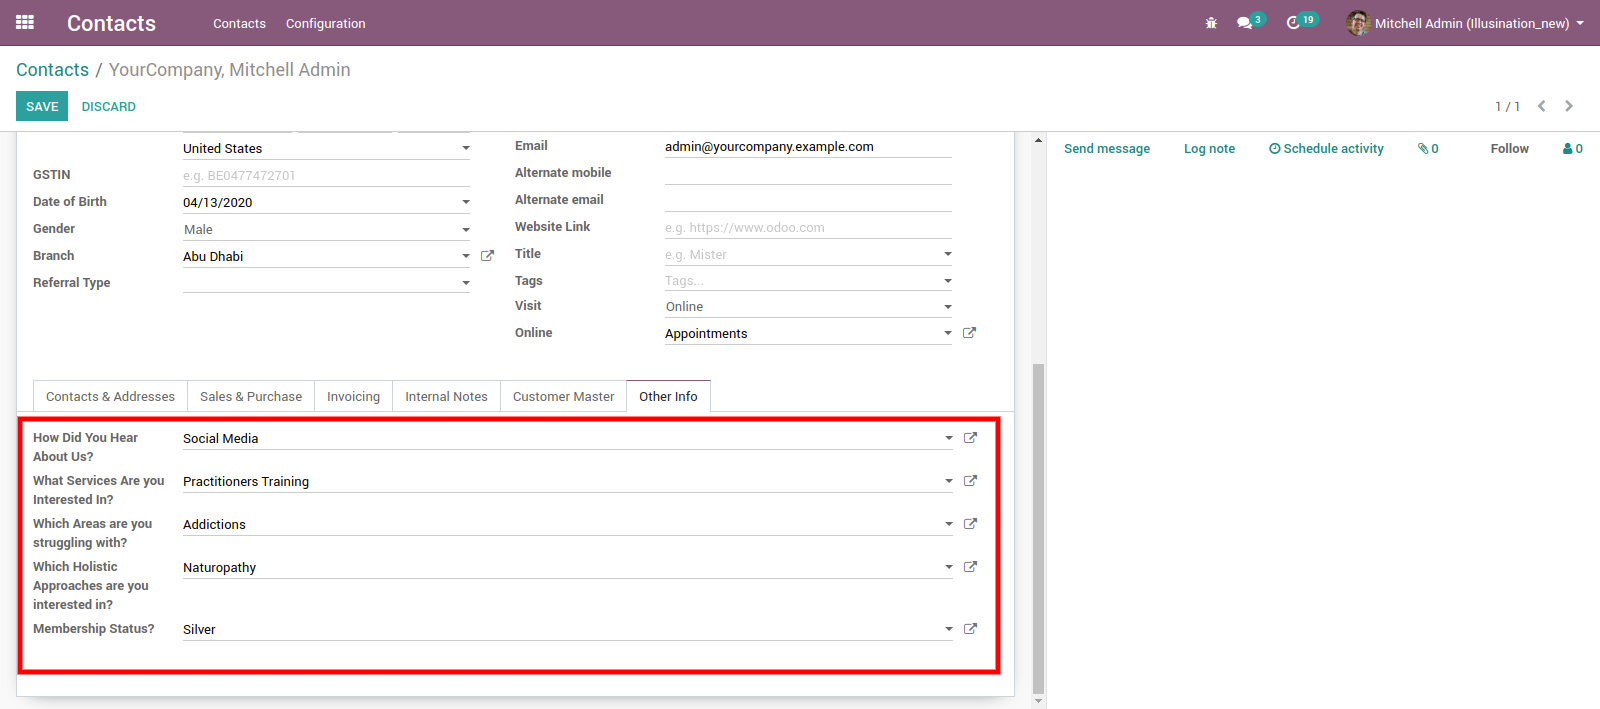 Contacts Contacts Configuration 3 19 Mitchell Admin (Illusination_new)
Contacts / YourCompany, Mitchell Admin
SAVE DISCARD 1 / 1
United States
GSTIN e.g. BE0477472701
Date of Birth 04/13/2020
Gender Male
Branch Abu Dhabi
Referral Type
Email admin@yourcompany.example.com
Alternate mobile
Alternate email
Website Link e.g. https://www.odoo.com
Title e.g. Mister
Tags Tags...
Visit Online
Online Appointments
Send message Log note Schedule activity 0 Follow 0
Contacts & Addresses Sales & Purchase Invoicing Internal Notes Customer Master Other Info
How Did You Hear Social Media
About Us?
What Services Are you Practitioners Training
Interested In?
Which Areas are you Addictions
struggling with?
Which Holistic Naturopathy
Approaches are you
interested in?
Membership Status? Silver